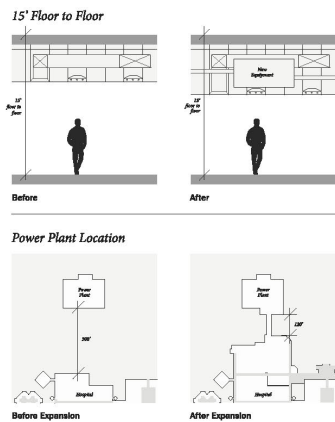 15' Floor to Floor
15'
floor to
floor
New
Equipment
15'
floor to
floor
Before
After
Power Plant Location
Power
Plant
300'
Hospital
Before Expansion
Power
Plant
120'
Hospital
After Expansion